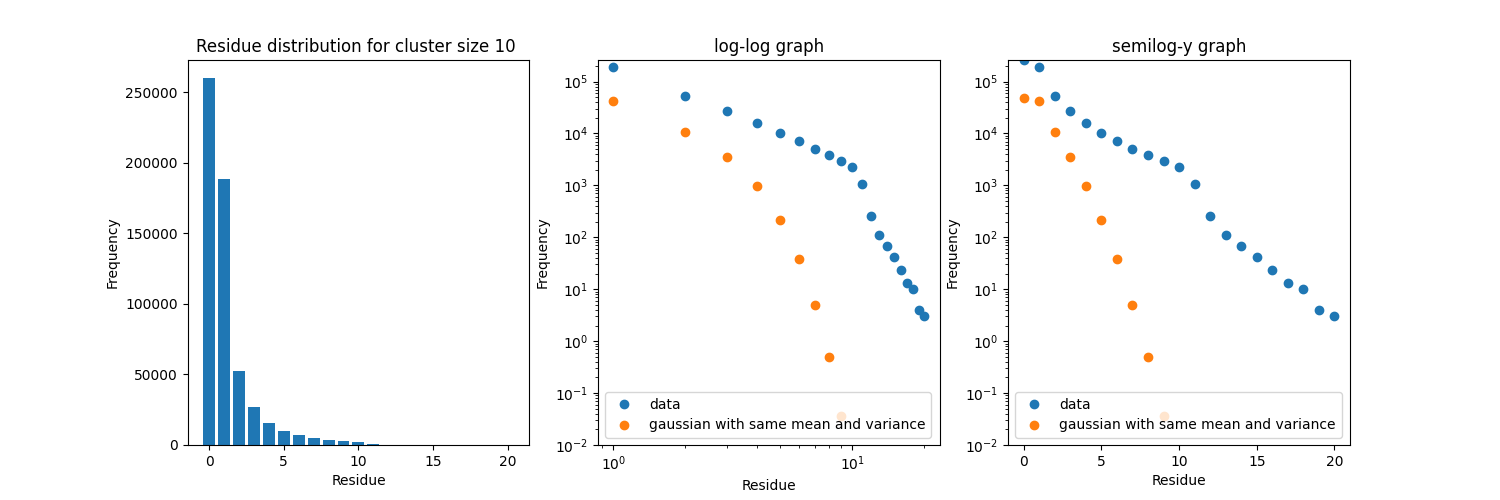 Residue distribution for cluster size 10
Frequency
250000
200000
150000
100000
50000
0
0 5 10 15 20
Residue
log-log graph
Frequency
10^5
10^4
10^3
10^2
10^1
10^0
10^-1
10^-2
data
gaussian with same mean and variance
10^0 10^1
Residue
semilog-y graph
Frequency
10^5
10^4
10^3
10^2
10^1
10^0
10^-1
10^-2
data
gaussian with same mean and variance
0 5 10 15 20
Residue